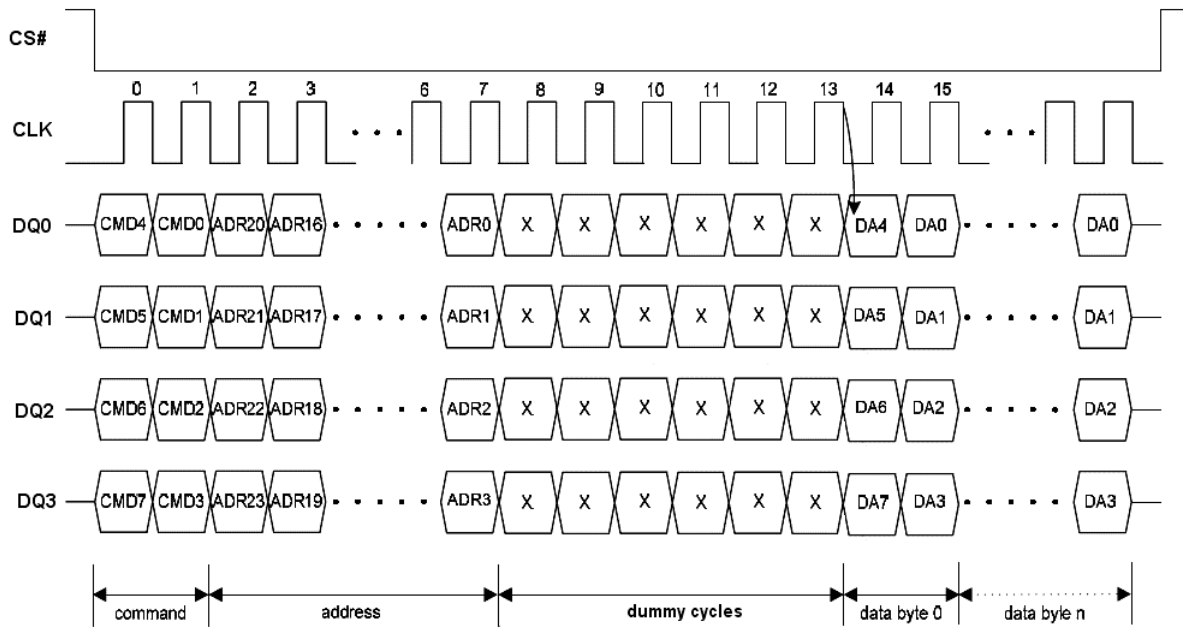 CS#
0 1 2 3 6 7 8 9 10 11 12 13 14 15
CLK
DQ0 CMD4 CMD0 ADR20 ADR16 ADR0 X X X X X X DA4 DA0 DA0
DQ1 CMD5 CMD1 ADR21 ADR17 ADR1 X X X X X X DA5 DA1 DA1
DQ2 CMD6 CMD2 ADR22 ADR18 ADR2 X X X X X X DA6 DA2 DA2
DQ3 CMD7 CMD3 ADR23 ADR19 ADR3 X X X X X X DA7 DA3 DA3
command address dummy cycles data byte 0 data byle n